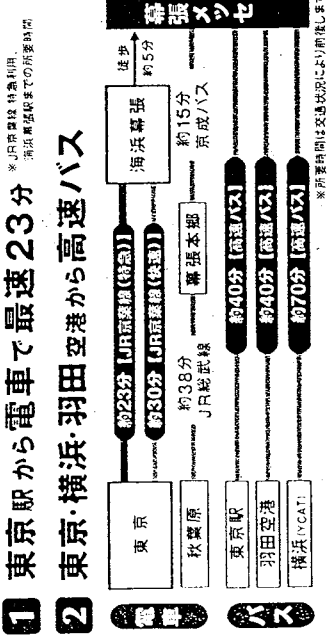 1 東京駅から電車で最速23分 ※JR京葉線 特急利用、
海浜幕張駅までの所要時間
2 東京・横浜・羽田空港から高速バス
電車
東京
約23分【JR京葉線(特急)】
約30分【JR京葉線(快速)】
海浜幕張
徒歩
約5分
秋葉原
約38分
JR総武線
幕張本郷
約15分
京成バス
バス
東京駅
約40分【高速バス】
羽田空港
約40分【高速バス】
横浜(YCAT)
約70分【高速バス】
幕張メッセ
※所要時間は交通状況により前後します